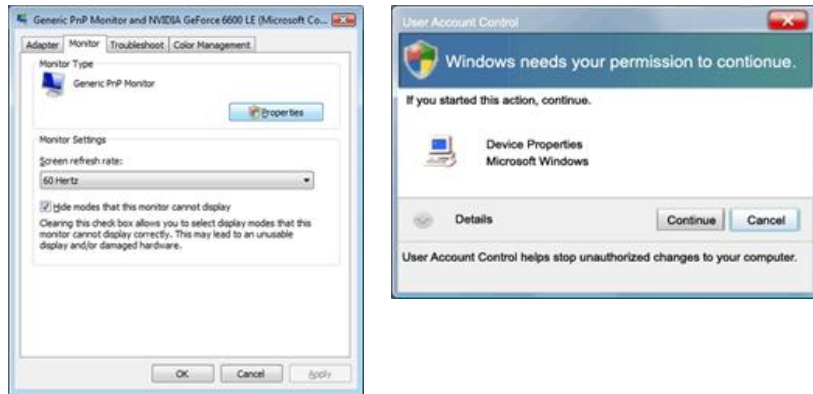 Generic PnP Monitor and NVIDIA GeForce 6600 LE (Microsoft Co...
Adapter Monitor Troubleshoot Color Management
Monitor Type
Generic PnP Monitor
Properties
Monitor Settings
Screen refresh rate:
60 Hertz
Hide modes that this monitor cannot display
Clearing this check box allows you to select display modes that this
monitor cannot display correctly. This may lead to an unusable
display and/or damaged hardware.
OK Cancel Apply
User Account Control
Windows needs your permission to contionue.
If you started this action, continue.
Device Properties
Microsoft Windows
Details Continue Cancel
User Account Control helps stop unauthorized changes to your computer.